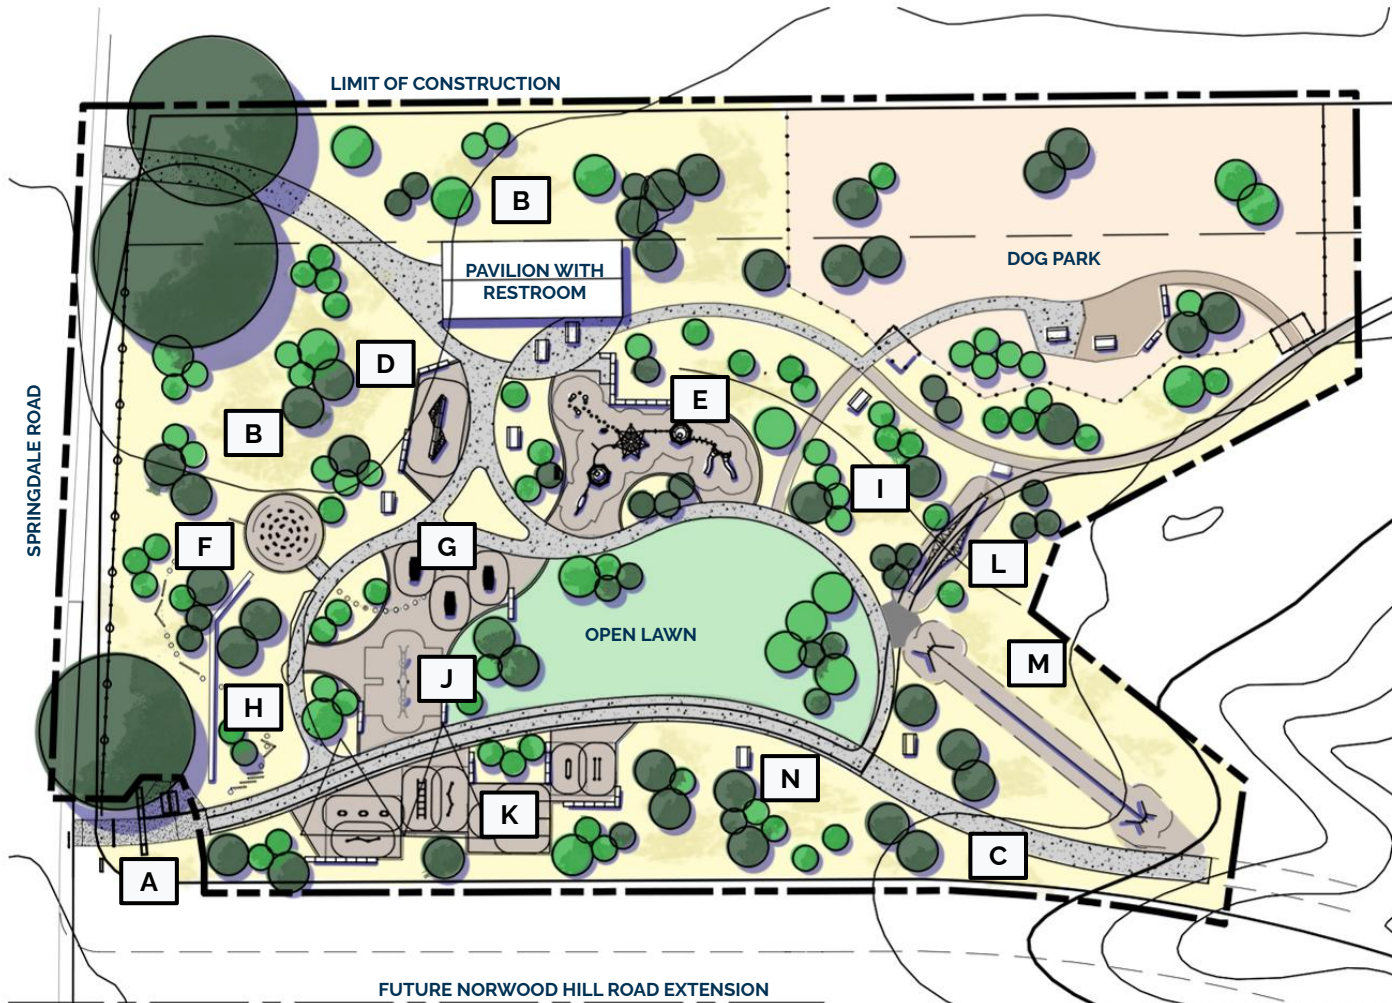 LIMIT OF CONSTRUCTION
B
PAVILION WITH
RESTROOM
DOG PARK
D
E
B
SPRINGDALE ROAD
I
F
G
L
OPEN LAWN
M
J
H
N
K
C
A
FUTURE NORWOOD HILL ROAD EXTENSION